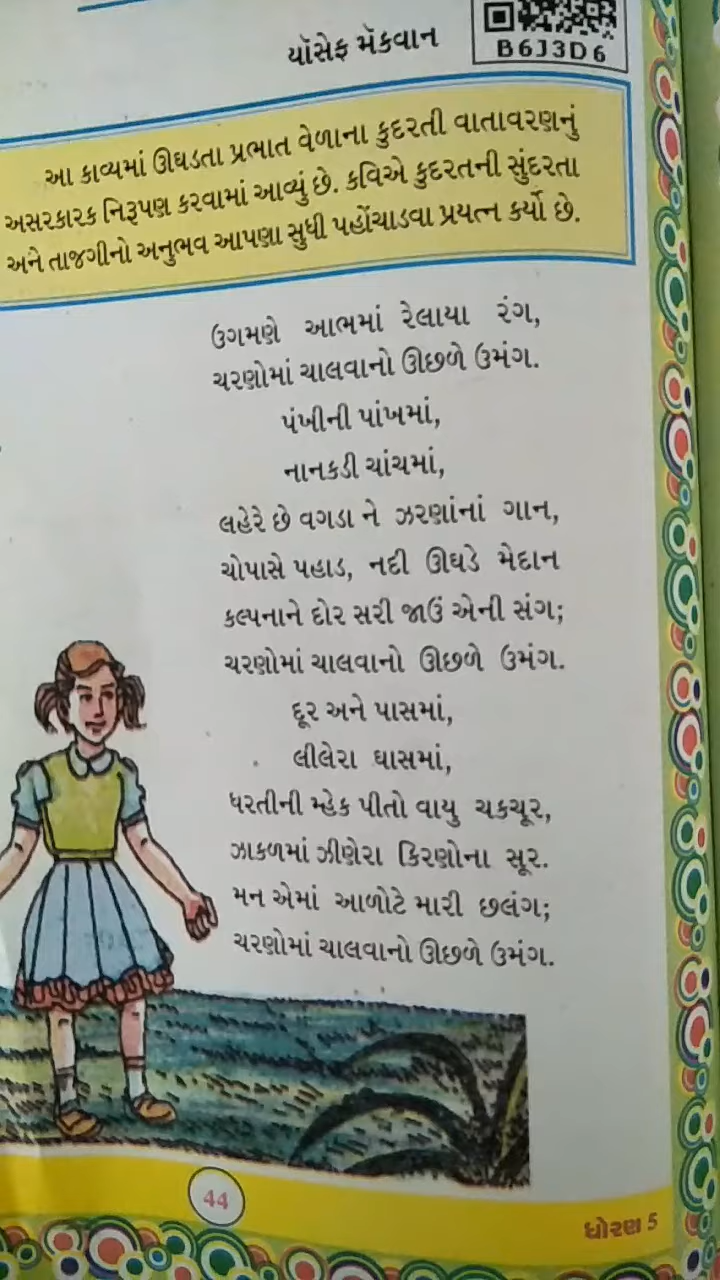 યૉસેફ મૅકવાન
B6J3D6
આ કાવ્યમાં ઊઘડતા પ્રભાત વેળાના કુદરતી વાતાવરણનું
અસરકારક નિરૂપણ કરવામાં આવ્યું છે. કવિએ કુદરતની સુંદરતા
અને તાજગીનો અનુભવ આપણા સુધી પહોંચાડવા પ્રયત્ન કર્યો છે.
ઉગમણે આભમાં રેલાયા રંગ,
ચરણોમાં ચાલવાનો ઊછળે ઉમંગ.
પંખીની પાંખમાં,
નાનકડી ચાંચમાં,
લહેરે છે વગડા ને ઝરણાંનાં ગાન,
ચોપાસે પહાડ, નદી ઊઘડે મેદાન
કલ્પનાને દોર સરી જાઉં એની સંગ;
ચરણોમાં ચાલવાનો ઊછળે ઉમંગ.
દૂર અને પાસમાં,
લીલેરા ઘાસમાં,
ધરતીની મ્હેક પીતો વાયુ ચકચૂર,
ઝાકળમાં ઝીણેરા કિરણોના સૂર.
મન એમાં આળોટે મારી છલંગ;
ચરણોમાં ચાલવાનો ઊછળે ઉમંગ.
44
ધોરણ 5